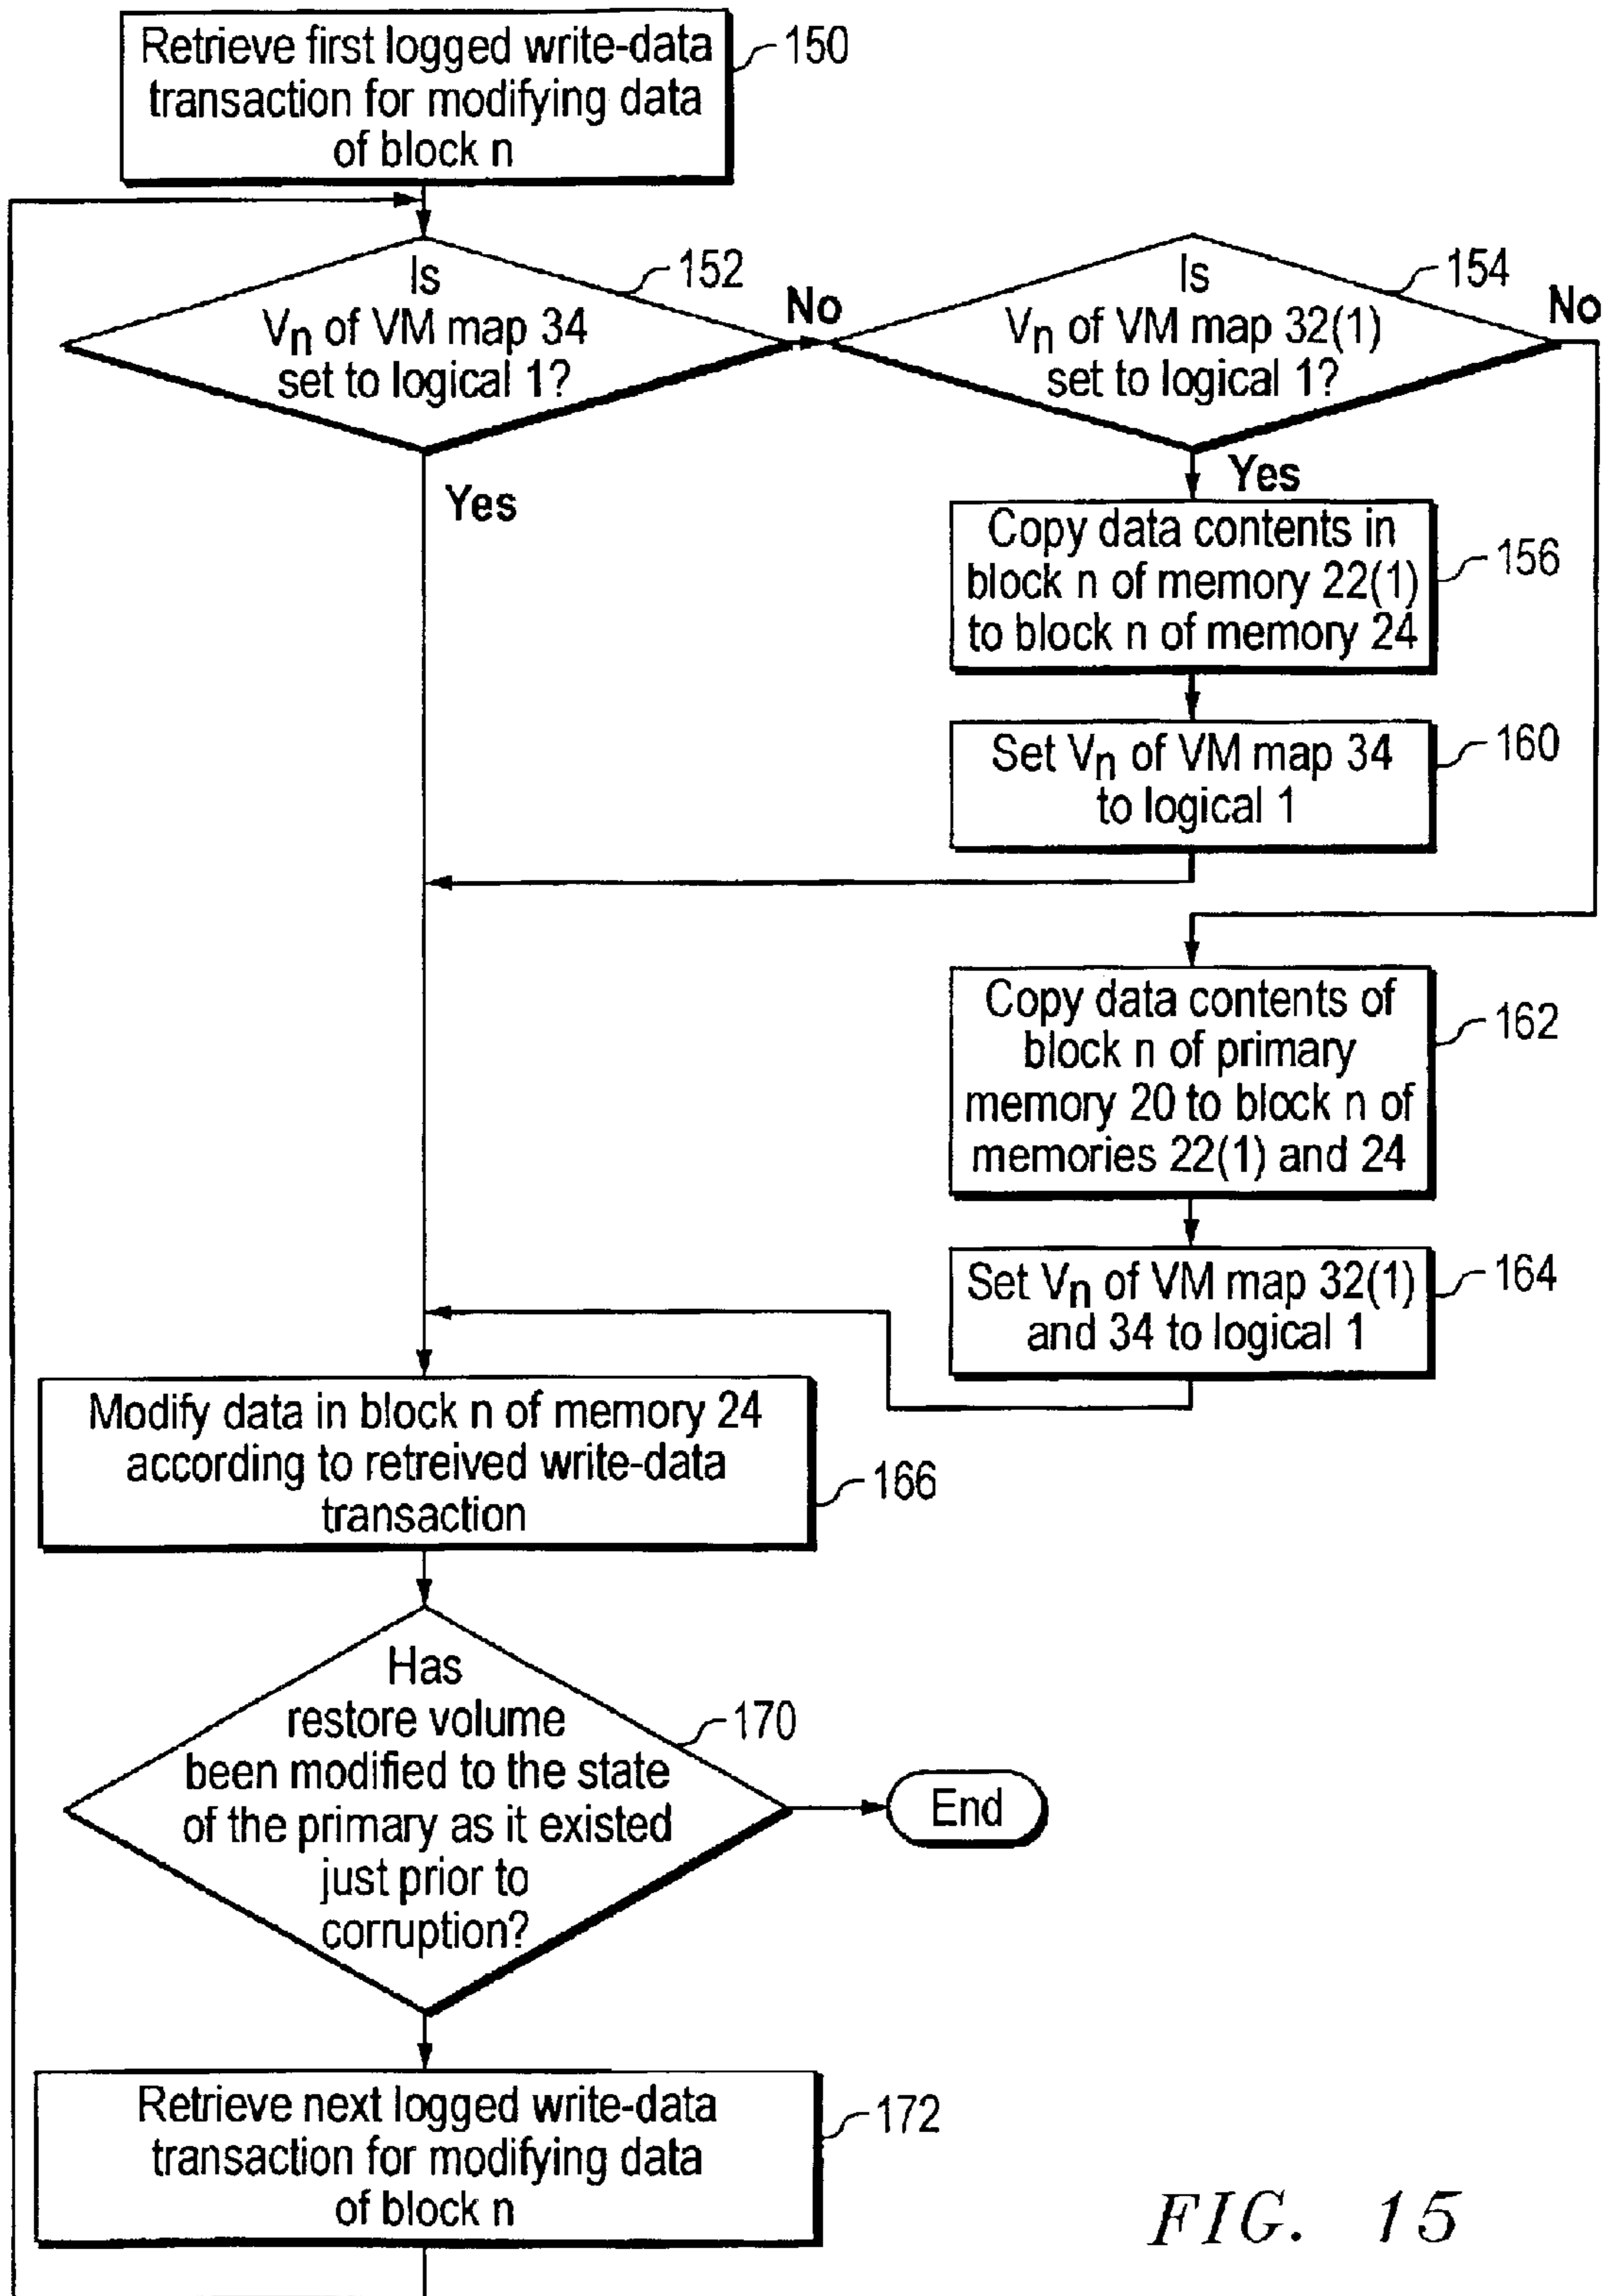 Retrieve first logged write-data
transaction for modifying data
of block n
150
Is
Vn of VM map 34
set to logical 1?
152
No
Is
Vn of VM map 32(1)
set to logical 1?
154
No
Yes
Yes
Copy data contents in
block n of memory 22(1)
to block n of memory 24
156
Set Vn of VM map 34
to logical 1
160
Copy data contents of
block n of primary
memory 20 to block n of
memories 22(1) and 24
162
Set Vn of VM map 32(1)
and 34 to logical 1
164
Modify data in block n of memory 24
according to retreived write-data
transaction
166
Has
restore volume
been modified to the state
of the primary as it existed
just prior to
corruption?
170
End
Retrieve next logged write-data
transaction for modifying data
of block n
172
FIG. 15